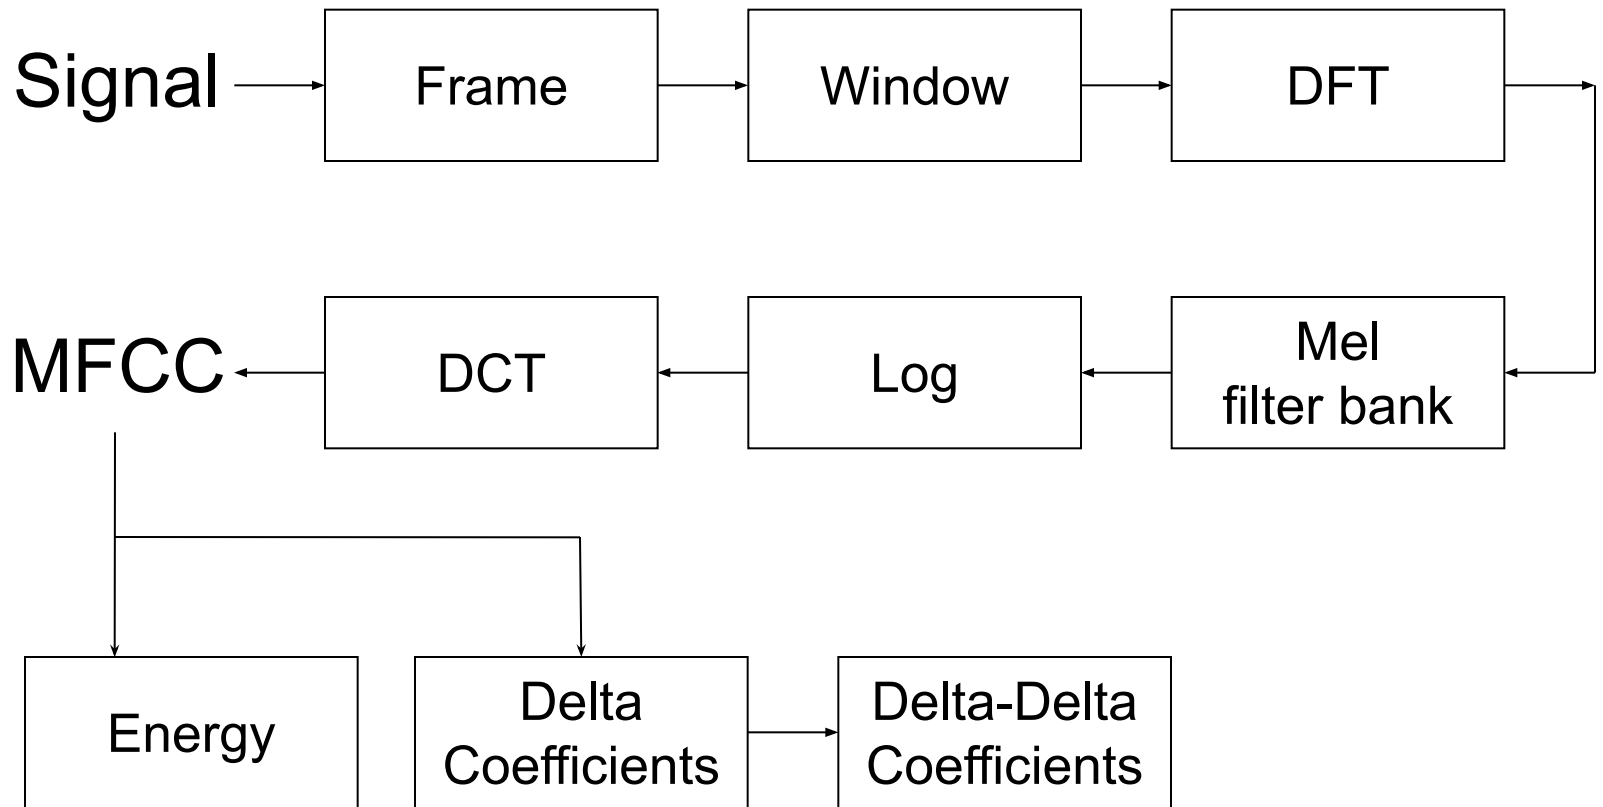 Signal
Frame
Window
DFT
MFCC
DCT
Log
Mel
filter bank
Energy
Delta
Coefficients
Delta-Delta
Coefficients